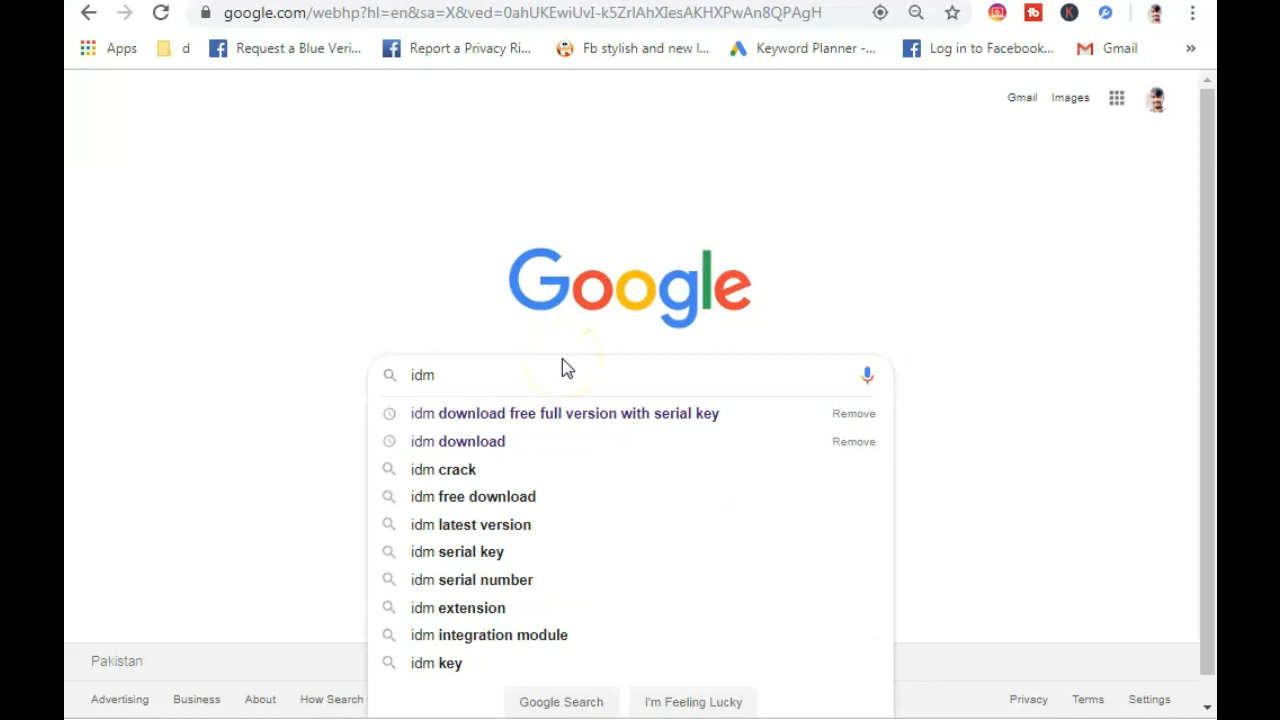 google.com/webhp?hl=en&sa=X&ved=0ahUKEwiUvI-k5ZrlAhXIesAKHXPwAn8QPAgH
Apps d Request a Blue Veri... Report a Privacy Ri... Fb stylish and new l... Keyword Planner -... Log in to Facebook... Gmail »
Gmail Images
Google
idm
idm download free full version with serial key Remove
idm download Remove
idm crack
idm free download
idm latest version
idm serial key
idm serial number
idm extension
idm integration module
idm key
Pakistan
Google Search I'm Feeling Lucky
Advertising Business About How Search Privacy Terms Settings